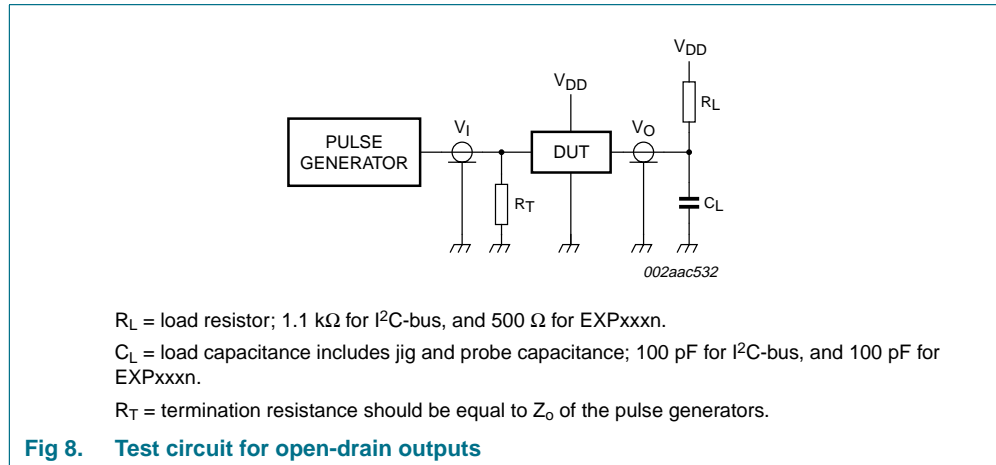 V_DD
V_DD
R_L
PULSE
GENERATOR
V_I
DUT
V_O
R_T
C_L
002aac532
R_L = load resistor; 1.1 kΩ for I²C-bus, and 500 Ω for EXPxxxn.
C_L = load capacitance includes jig and probe capacitance; 100 pF for I²C-bus, and 100 pF for
EXPxxxn.
R_T = termination resistance should be equal to Z_o of the pulse generators.
Fig 8. Test circuit for open-drain outputs